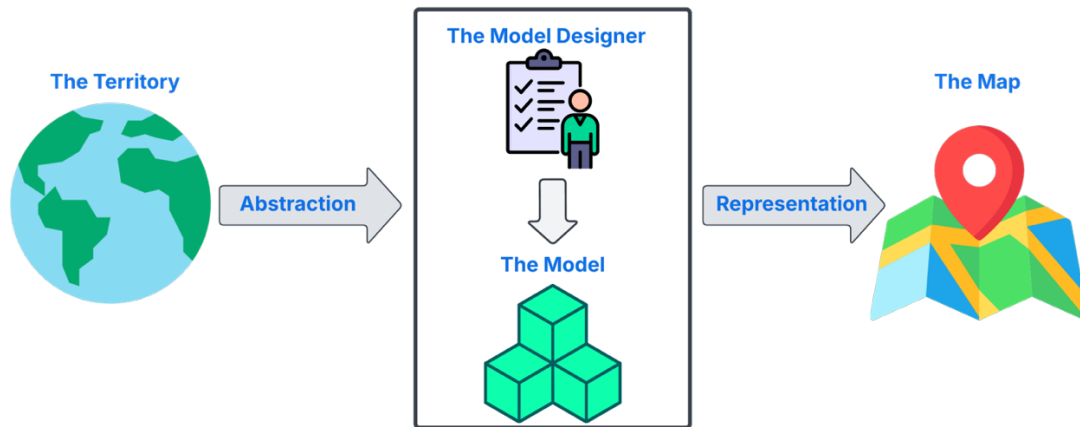 The Territory
Abstraction
The Model Designer
The Model
Representation
The Map